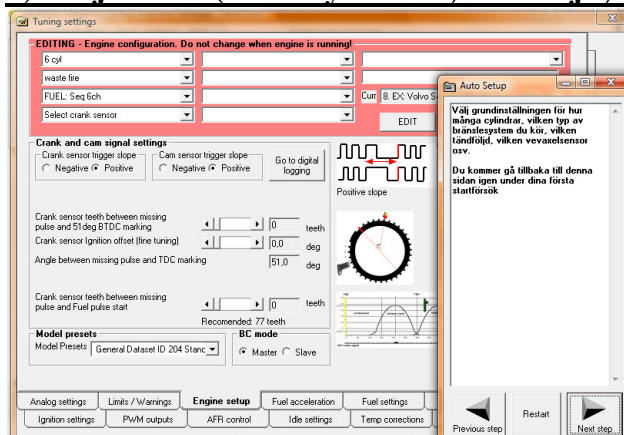 Tuning settings
EDITING - Engine configuration. Do not change when engine is running!
6 cyl
waste fire
FUEL: Seq 6ch
Curr
8. EX: Volvo S
Select crank sensor
EDIT
Crank and cam signal settings
Crank sensor trigger slope
Negative
Positive
Cam sensor trigger slope
Negative
Positive
Go to digital
logging
Positive slope
Crank sensor teeth between missing
pulse and 51deg BTDC marking
0
teeth
Crank sensor Ignition offset (fine tuning)
0,0
deg
Angle between missing pulse and TDC marking
51,0
deg
Crank sensor teeth between missing
pulse and Fuel pulse start
0
teeth
Recomended: 77 teeth
Model presets
Model Presets
General Dataset ID 204 Stanc
BC mode
Master
Slave
Analog settings
Limits / Warnings
Engine setup
Fuel acceleration
Fuel settings
Ignition settings
PWM outputs
AFR control
Idle settings
Temp corrections
Auto Setup
Välj grundinställningen för hur
många cylindrar, vilken typ av
bränslesystem du kör, vilken
tändföljd, vilken vevaxelsensor
osv.
Du kommer gå tillbaka till denna
sidan igen under dina första
startförsök
Previous step
Restart
Next step